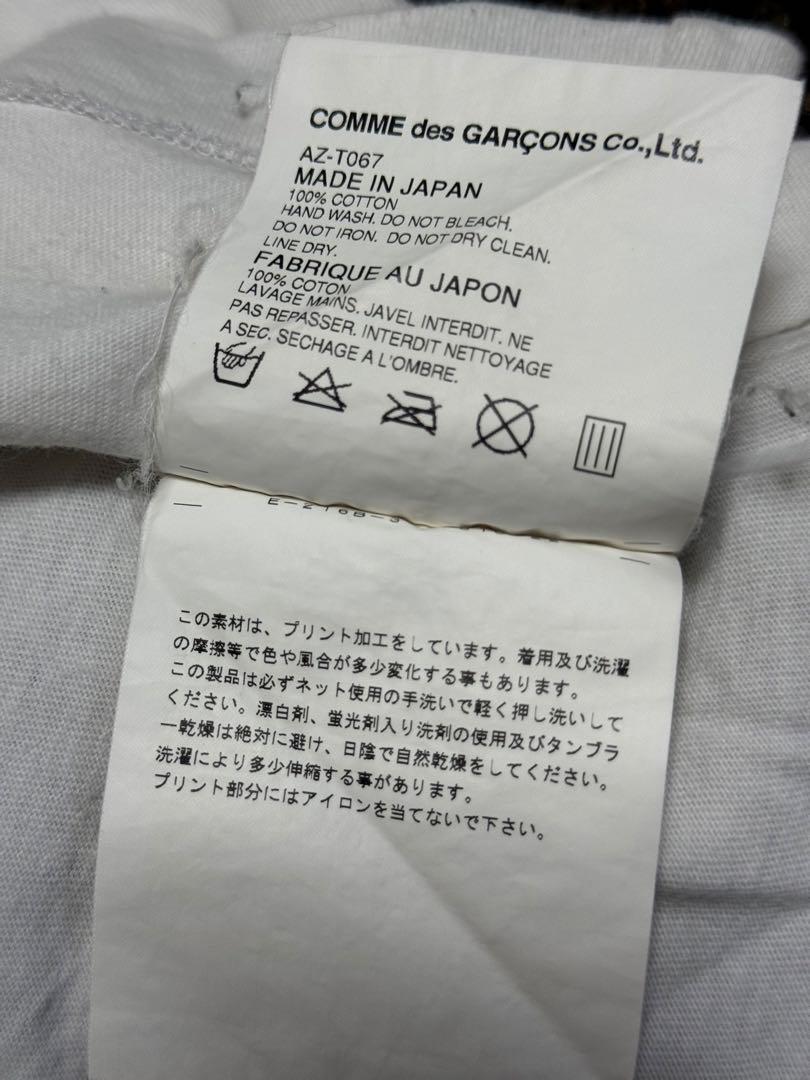 COMME des GARÇONS Co.,Ltd.
AZ-T067
MADE IN JAPAN
100% COTTON
HAND WASH. DO NOT BLEACH.
DO NOT IRON. DO NOT DRY CLEAN.
LINE DRY.
FABRIQUE AU JAPON
100% COTON
LAVAGE MAINS. JAVEL INTERDIT. NE
PAS REPASSER. INTERDIT NETTOYAGE
A SEC. SECHAGE A L'OMBRE.
この素材は、プリント加工をしています。着用及び洗濯
の摩擦等で色や風合が多少変化する事もあります。
この製品は必ずネット使用の手洗いで軽く押し洗いして
ください。漂白剤、蛍光剤入り洗剤の使用及びタンブラ
ー乾燥は絶対に避け、日陰で自然乾燥をしてください。
洗濯により多少伸縮する事があります。
プリント部分にはアイロンを当てないで下さい。